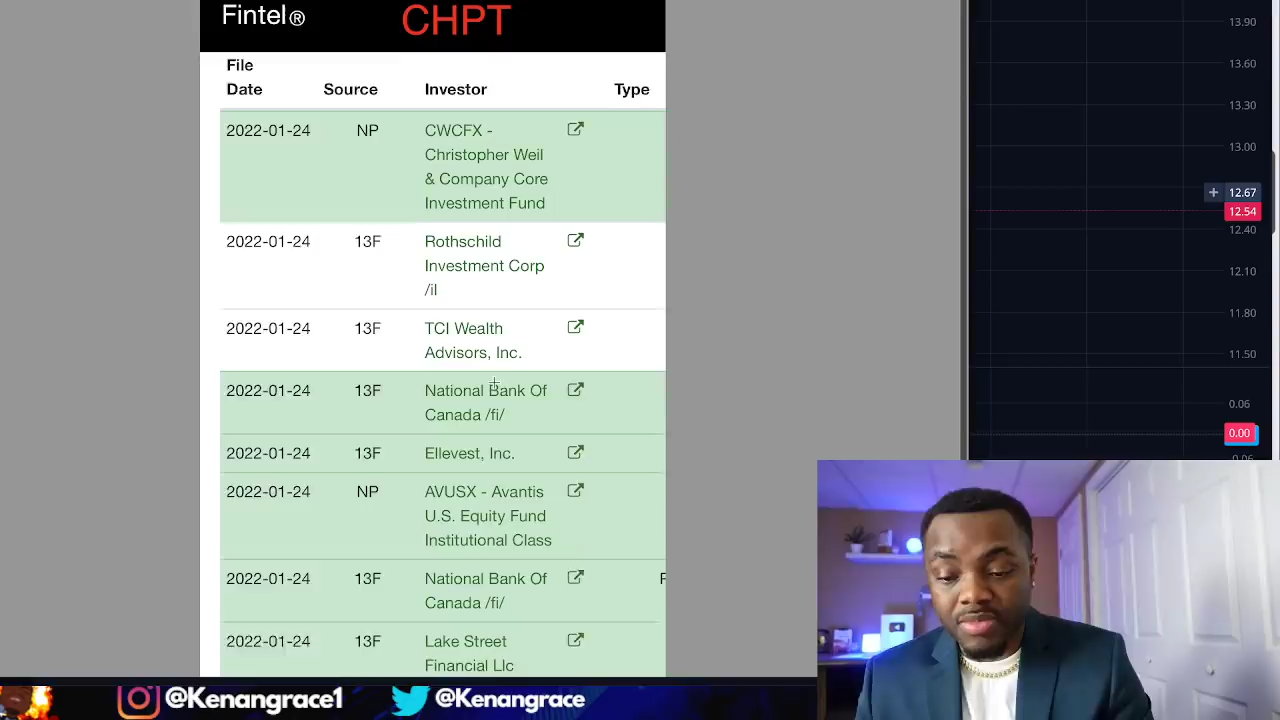 Fintel®
CHPT
File
Date
Source
Investor
Type
2022-01-24 NP CWCFX -
Christopher Weil
& Company Core
Investment Fund
2022-01-24 13F Rothschild
Investment Corp
/il
2022-01-24 13F TCI Wealth
Advisors, Inc.
2022-01-24 13F National Bank Of
Canada /fi/
2022-01-24 13F Ellevest, Inc.
2022-01-24 NP AVUSX - Avantis
U.S. Equity Fund
Institutional Class
2022-01-24 13F National Bank Of
Canada /fi/
2022-01-24 13F Lake Street
Financial Llc
13.90
13.60
13.30
13.00
+ 12.67
12.54
12.40
12.10
11.80
11.50
0.06
0.00
@Kenangrace1
@Kenangrace